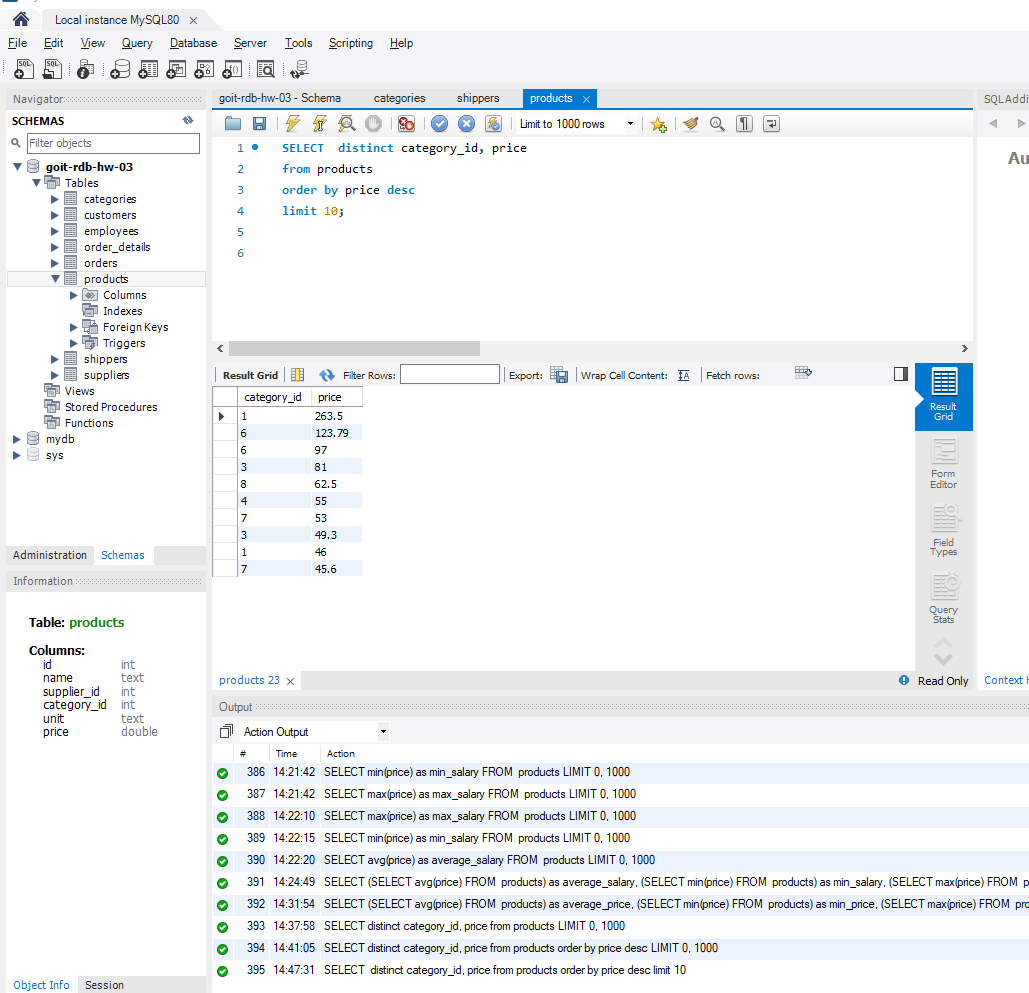 Local instance MySQL80
File Edit View Query Database Server Tools Scripting Help
Navigator
SCHEMAS
Filter objects
goit-rdb-hw-03
Tables
categories
customers
employees
order_details
orders
products
Columns
Indexes
Foreign Keys
Triggers
shippers
suppliers
Views
Stored Procedures
Functions
mydb
sys
Administration Schemas
Information
Table: products
Columns:
id int
name text
supplier_id int
category_id int
unit text
price double
Object Info Session
goit-rdb-hw-03 - Schema categories shippers products
Limit to 1000 rows
1 SELECT distinct category_id, price
2 from products
3 order by price desc
4 limit 10;
5
6
Result Grid Filter Rows: Export: Wrap Cell Content: Fetch rows:
category_id price
1 263.5
6 123.79
6 97
3 81
8 62.5
4 55
7 53
3 49.3
1 46
7 45.6
Result
Grid
Form
Editor
Field
Types
Query
Stats
products 23 Read Only
Output
Action Output
# Time Action
386 14:21:42 SELECT min(price) as min_salary FROM products LIMIT 0, 1000
387 14:21:42 SELECT max(price) as max_salary FROM products LIMIT 0, 1000
388 14:22:10 SELECT max(price) as max_salary FROM products LIMIT 0, 1000
389 14:22:15 SELECT min(price) as min_salary FROM products LIMIT 0, 1000
390 14:22:20 SELECT avg(price) as average_salary FROM products LIMIT 0, 1000
391 14:24:49 SELECT (SELECT avg(price) FROM products) as average_salary, (SELECT min(price) FROM products) as min_salary, (SELECT max(price) FROM p
392 14:31:54 SELECT (SELECT avg(price) FROM products) as average_price, (SELECT min(price) FROM products) as min_price, (SELECT max(price) FROM pro
393 14:37:58 SELECT distinct category_id, price from products LIMIT 0, 1000
394 14:41:05 SELECT distinct category_id, price from products order by price desc LIMIT 0, 1000
395 14:47:31 SELECT distinct category_id, price from products order by price desc limit 10
SQL Addi
Au
Context H